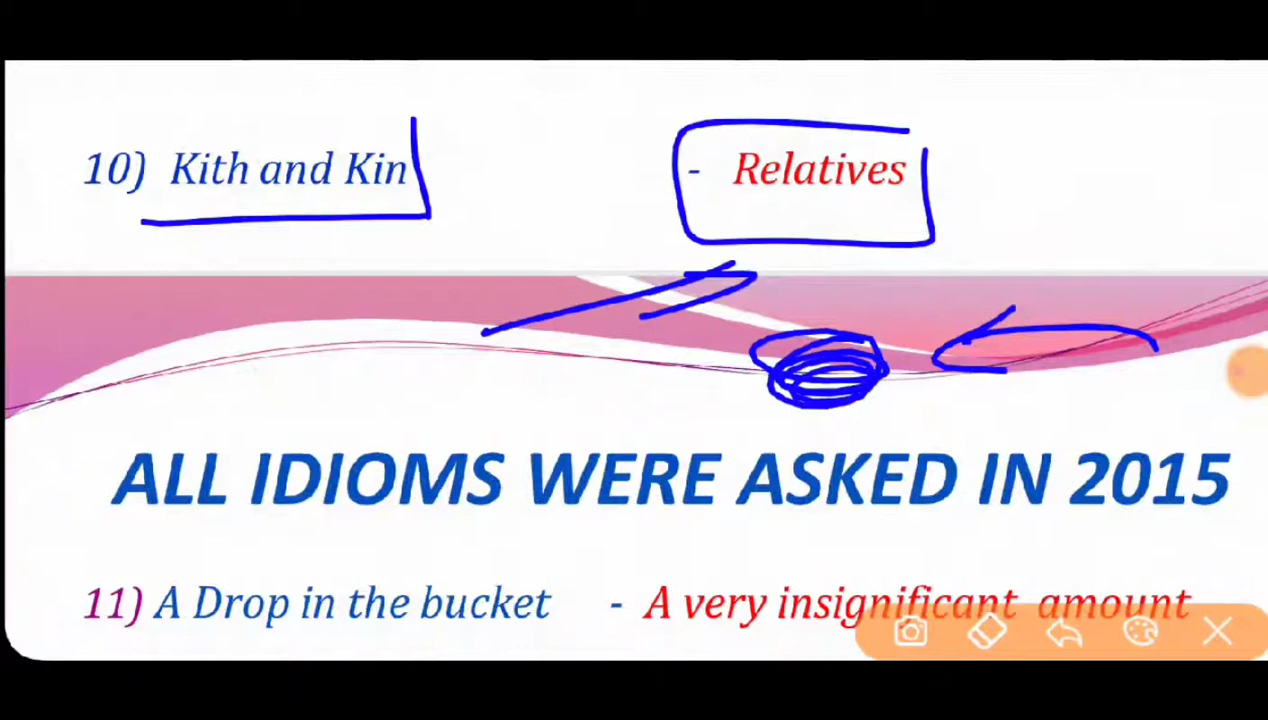 10) Kith and Kin - Relatives
ALL IDIOMS WERE ASKED IN 2015
11) A Drop in the bucket - A very insignificant amount